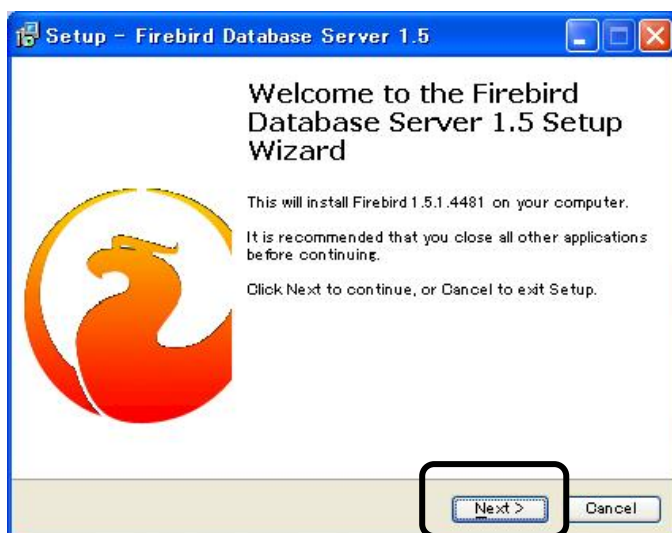 Setup - Firebird Database Server 1.5
Welcome to the Firebird
Database Server 1.5 Setup
Wizard
This will install Firebird 1.5.1.4481 on your computer.
It is recommended that you close all other applications
before continuing.
Click Next to continue, or Cancel to exit Setup.
Next >
Cancel